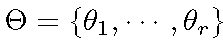 Θ = {θ₁, ⋯ , θᵣ}